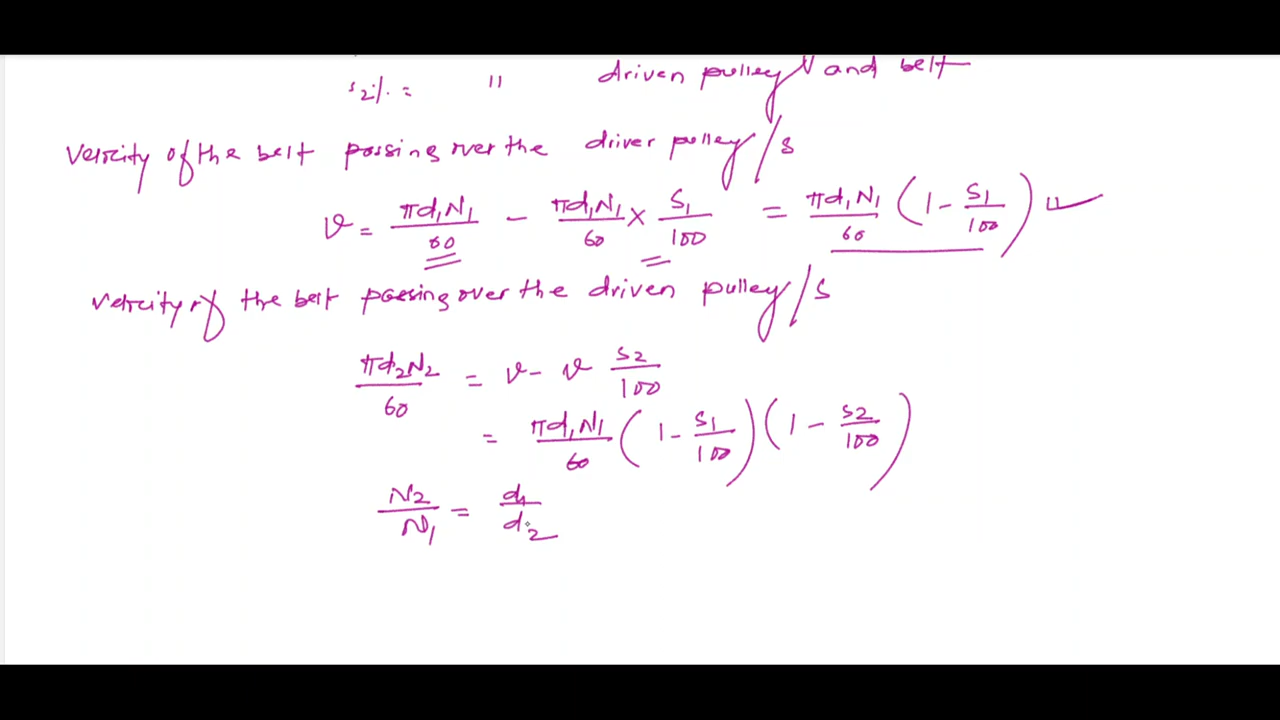 driven pulley and belt
s2% = 11
Velocity of the belt passing over the driver pulley/s
v = πd1N1/60 - πd1N1/60 × S1/100 = πd1N1/60 (1 - S1/100)
Velocity of the belt passing over the driven pulley/s
πd2N2/60 = v - v s2/100
= πd1N1/60 (1 - S1/100) (1 - S2/100)
N2/N1 = d1/d2